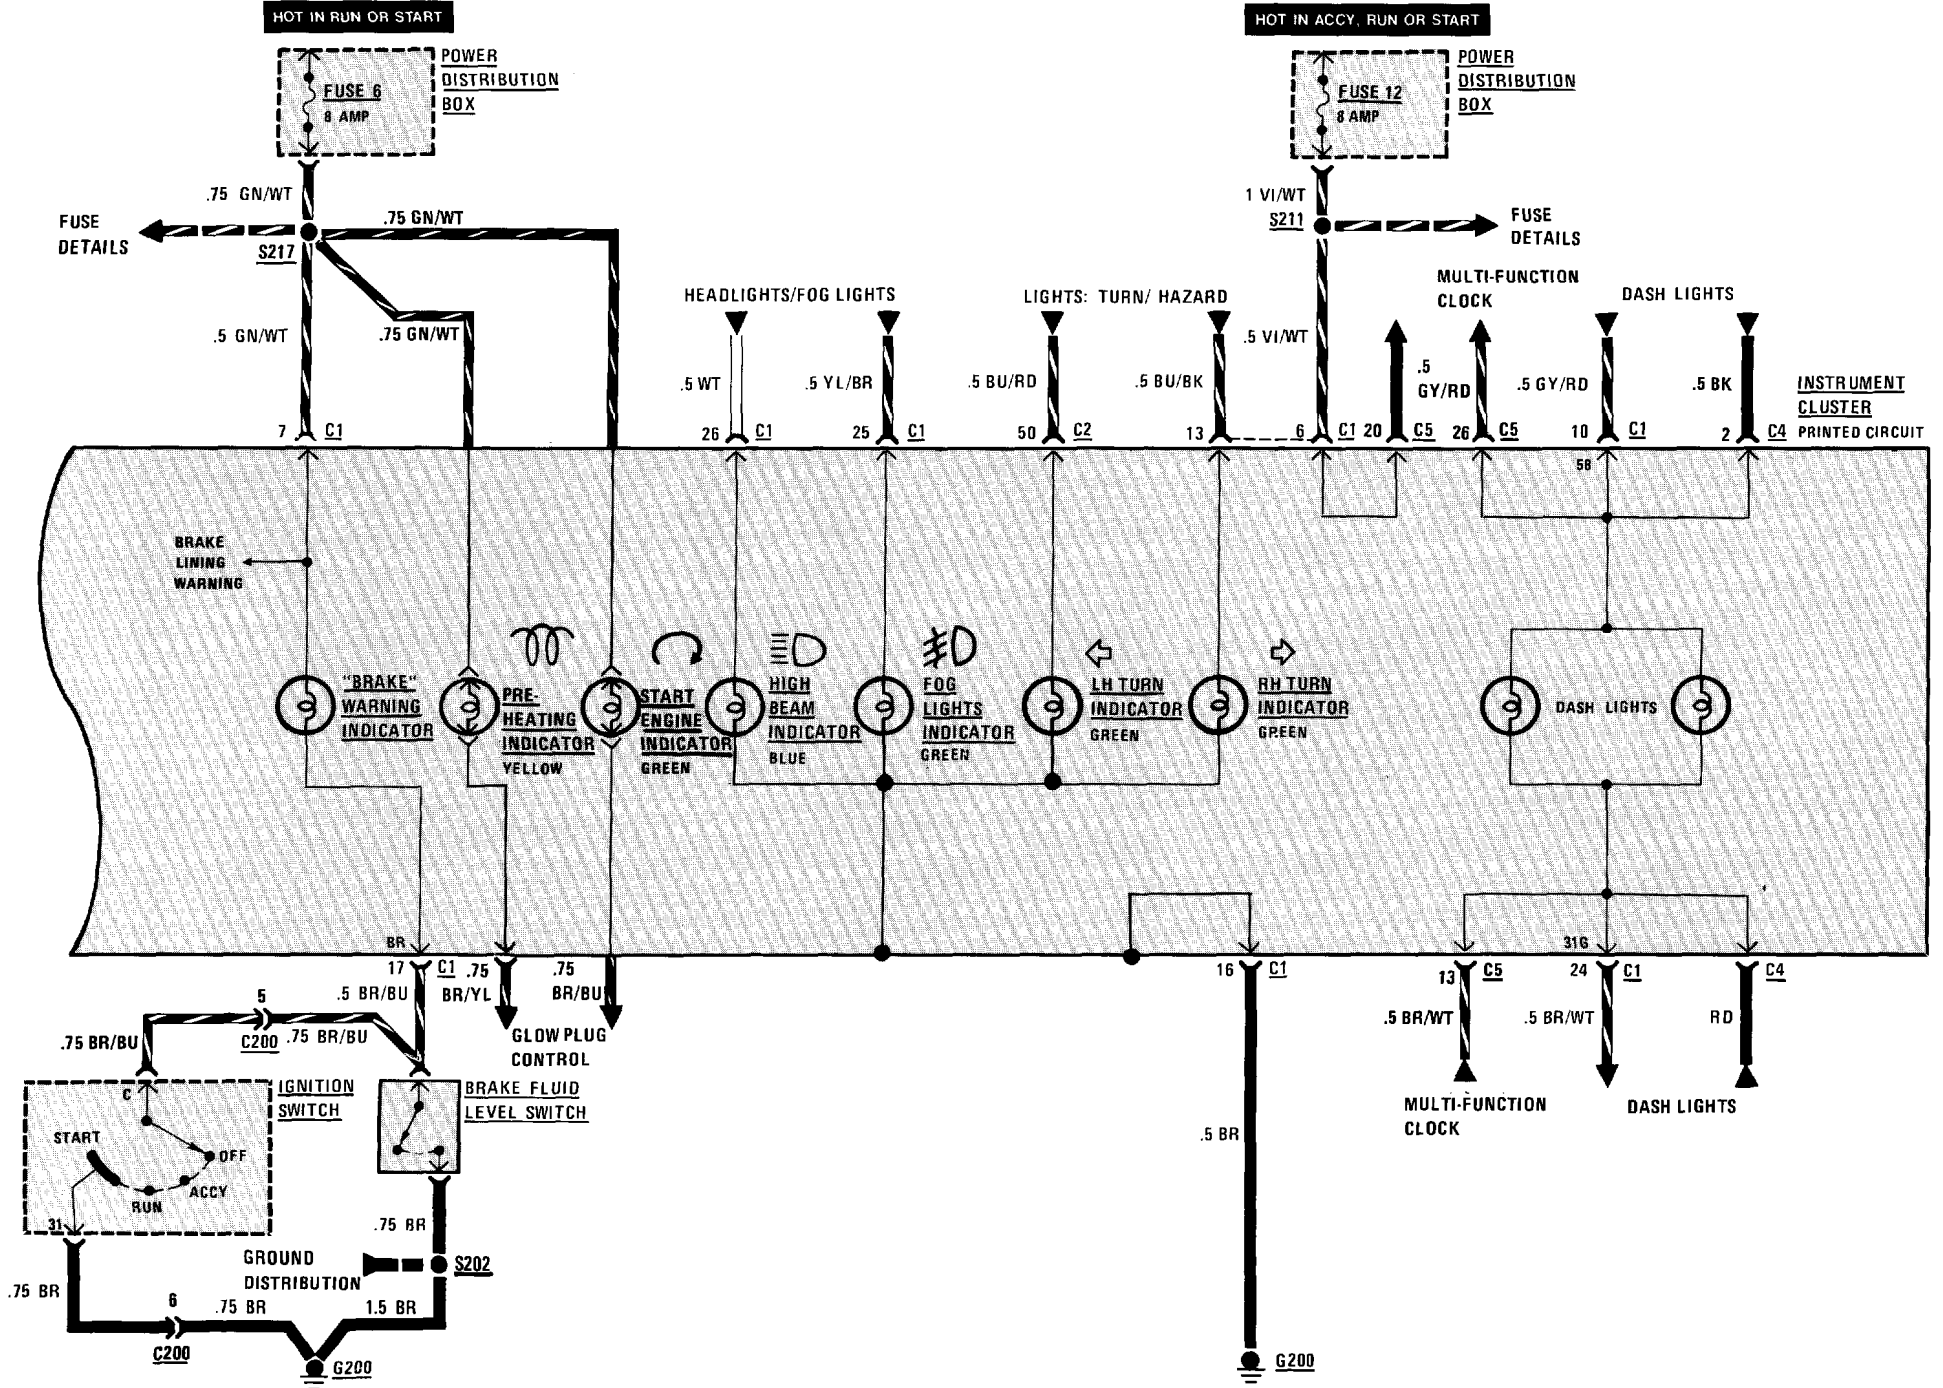 HOT IN RUN OR START
HOT IN ACCY, RUN OR START
POWER
DISTRIBUTION
BOX
FUSE 6
8 AMP
POWER
DISTRIBUTION
BOX
FUSE 12
8 AMP
.75 GN/WT
FUSE
DETAILS
S217
.75 GN/WT
.5 GN/WT
.75 GN/WT
1 VI/WT
S211
FUSE
DETAILS
HEADLIGHTS/FOG LIGHTS
LIGHTS: TURN/ HAZARD
MULTI-FUNCTION
CLOCK
DASH LIGHTS
.5 WT
.5 YL/BR
.5 BU/RD
.5 BU/BK
.5 VI/WT
.5
GY/RD
.5 GY/RD
.5 BK
INSTRUMENT
CLUSTER
PRINTED CIRCUIT
7 C1
26 C1
25 C1
50 C2
13
6 C1
20 C5
26 C5
10 C1
2 C4
58
BRAKE
LINING
WARNING
"BRAKE"
WARNING
INDICATOR
PRE-
HEATING
INDICATOR
YELLOW
START
ENGINE
INDICATOR
GREEN
HIGH
BEAM
INDICATOR
BLUE
FOG
LIGHTS
INDICATOR
GREEN
LH TURN
INDICATOR
GREEN
RH TURN
INDICATOR
GREEN
DASH LIGHTS
BR
31G
17 C1
.75
BR/YL
.75
BR/BU
16 C1
13 C5
24 C1
C4
.5 BR/BU
5
.75 BR/BU
C200
.75 BR/BU
GLOW PLUG
CONTROL
.5 BR/WT
.5 BR/WT
RD
IGNITION
SWITCH
C
START
OFF
ACCY
RUN
31
BRAKE FLUID
LEVEL SWITCH
MULTI-FUNCTION
CLOCK
DASH LIGHTS
.5 BR
.75 BR
GROUND
DISTRIBUTION
S202
.75 BR
6
.75 BR
1.5 BR
C200
G200
G200